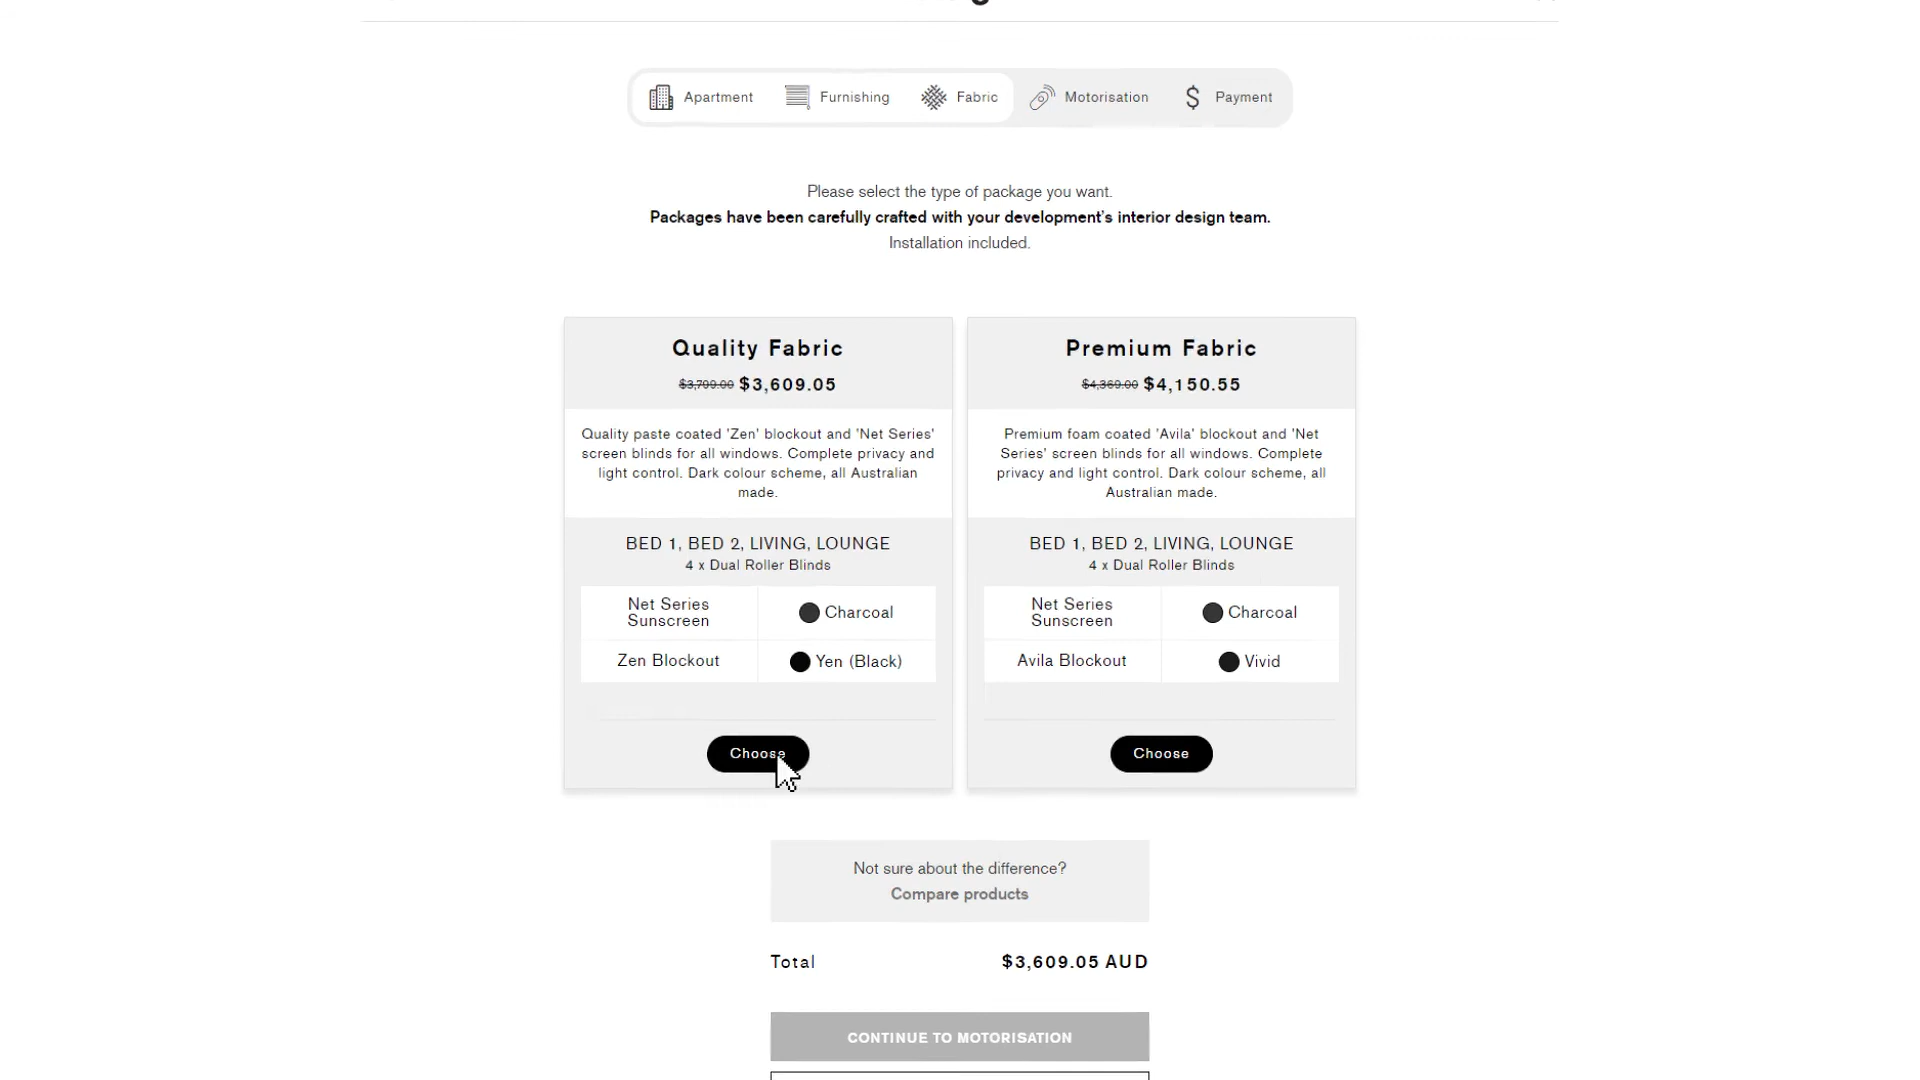 Apartment
Furnishing
Fabric
Motorisation
Payment
Please select the type of package you want.
Packages have been carefully crafted with your development's interior design team.
Installation included.
Quality Fabric
$3,799.00 $3,609.05
Quality paste coated 'Zen' blockout and 'Net Series'
screen blinds for all windows. Complete privacy and
light control. Dark colour scheme, all Australian
made.
BED 1, BED 2, LIVING, LOUNGE
4 x Dual Roller Blinds
Net Series
Sunscreen
Charcoal
Zen Blockout
Yen (Black)
Choose
Premium Fabric
$4,369.00 $4,150.55
Premium foam coated 'Avila' blockout and 'Net
Series' screen blinds for all windows. Complete
privacy and light control. Dark colour scheme, all
Australian made.
BED 1, BED 2, LIVING, LOUNGE
4 x Dual Roller Blinds
Net Series
Sunscreen
Charcoal
Avila Blockout
Vivid
Choose
Not sure about the difference?
Compare products
Total
$3,609.05 AUD
CONTINUE TO MOTORISATION